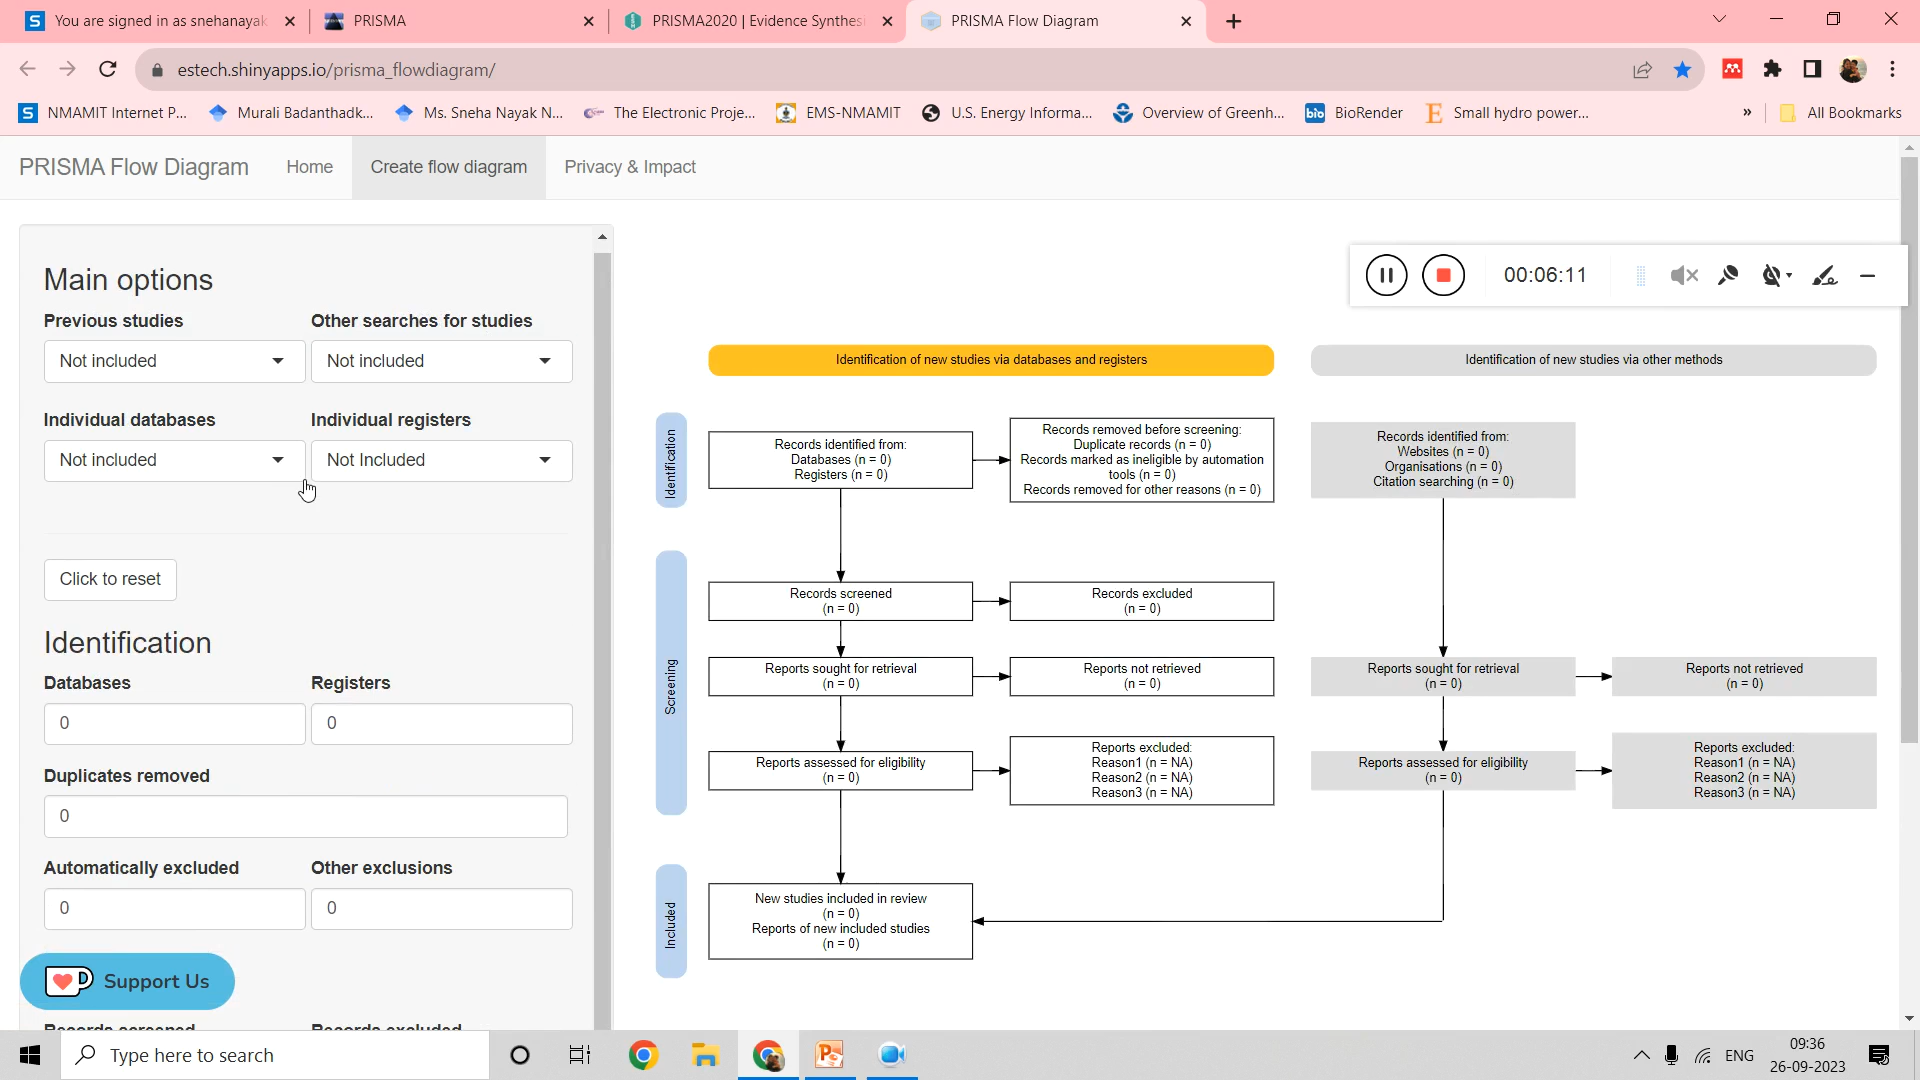 You are signed in as snehanayak
PRISMA
PRISMA2020 | Evidence Synthesi
PRISMA Flow Diagram
estech.shinyapps.io/prisma_flowdiagram/
NMAMIT Internet P...
Murali Badanthadk...
Ms. Sneha Nayak N...
The Electronic Proje...
EMS-NMAMIT
U.S. Energy Informa...
Overview of Greenh...
bio BioRender
Small hydro power...
»
All Bookmarks
PRISMA Flow Diagram
Home
Create flow diagram
Privacy & Impact
00:06:11
Main options
Previous studies
Other searches for studies
Not included
Not included
Individual databases
Individual registers
Not included
Not Included
Click to reset
Identification
Databases
Registers
0
0
Duplicates removed
0
Automatically excluded
Other exclusions
0
0
Support Us
Records screened
Records excluded
Identification of new studies via databases and registers
Identification of new studies via other methods
Identification
Records identified from:
Databases (n = 0)
Registers (n = 0)
Records removed before screening:
Duplicate records (n = 0)
Records marked as ineligible by automation
tools (n = 0)
Records removed for other reasons (n = 0)
Records identified from:
Websites (n = 0)
Organisations (n = 0)
Citation searching (n = 0)
Screening
Records screened
(n = 0)
Records excluded
(n = 0)
Reports sought for retrieval
(n = 0)
Reports not retrieved
(n = 0)
Reports sought for retrieval
(n = 0)
Reports not retrieved
(n = 0)
Reports assessed for eligibility
(n = 0)
Reports excluded:
Reason1 (n = NA)
Reason2 (n = NA)
Reason3 (n = NA)
Reports assessed for eligibility
(n = 0)
Reports excluded:
Reason1 (n = NA)
Reason2 (n = NA)
Reason3 (n = NA)
Included
New studies included in review
(n = 0)
Reports of new included studies
(n = 0)
Type here to search
ENG
09:36
26-09-2023